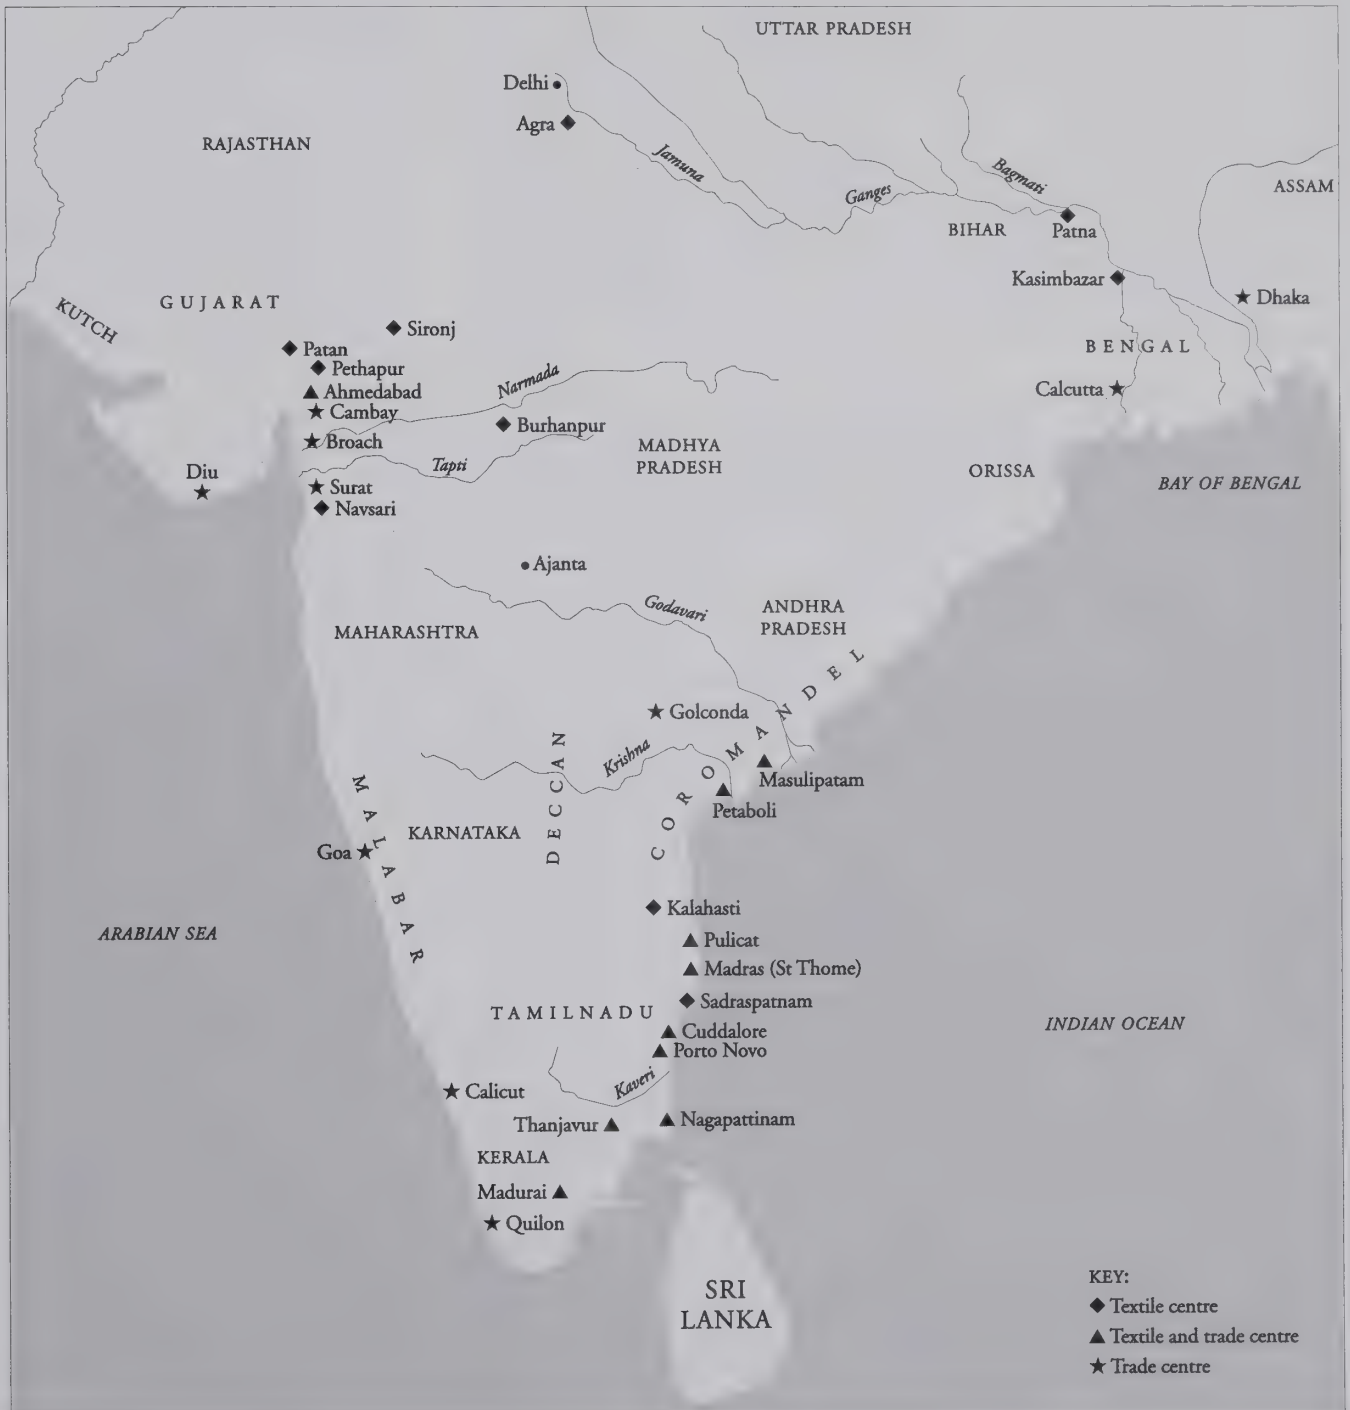 UTTAR PRADESH
Delhi
Agra
RAJASTHAN
Jamuna
Bagmati
ASSAM
Ganges
BIHAR
Patna
Kasimbazar
Dhaka
KUTCH
GUJARAT
Sironj
Patan
Pethapur
BENGAL
Ahmedabad
Narmada
Calcutta
Cambay
Burhanpur
Broach
MADHYA
PRADESH
Tapti
Diu
ORISSA
BAY OF BENGAL
Surat
Navsari
Ajanta
Godavari
ANDHRA
PRADESH
MAHARASHTRA
COROMANDEL
Golconda
DECCAN
Krishna
Masulipatam
Petaboli
MALABAR
KARNATAKA
Goa
Kalahasti
ARABIAN SEA
Pulicat
Madras (St Thome)
Sadraspatnam
TAMILNADU
INDIAN OCEAN
Cuddalore
Porto Novo
Kaveri
Calicut
Thanjavur
Nagapattinam
KERALA
Madurai
Quilon
SRI
LANKA
KEY:
Textile centre
Textile and trade centre
Trade centre